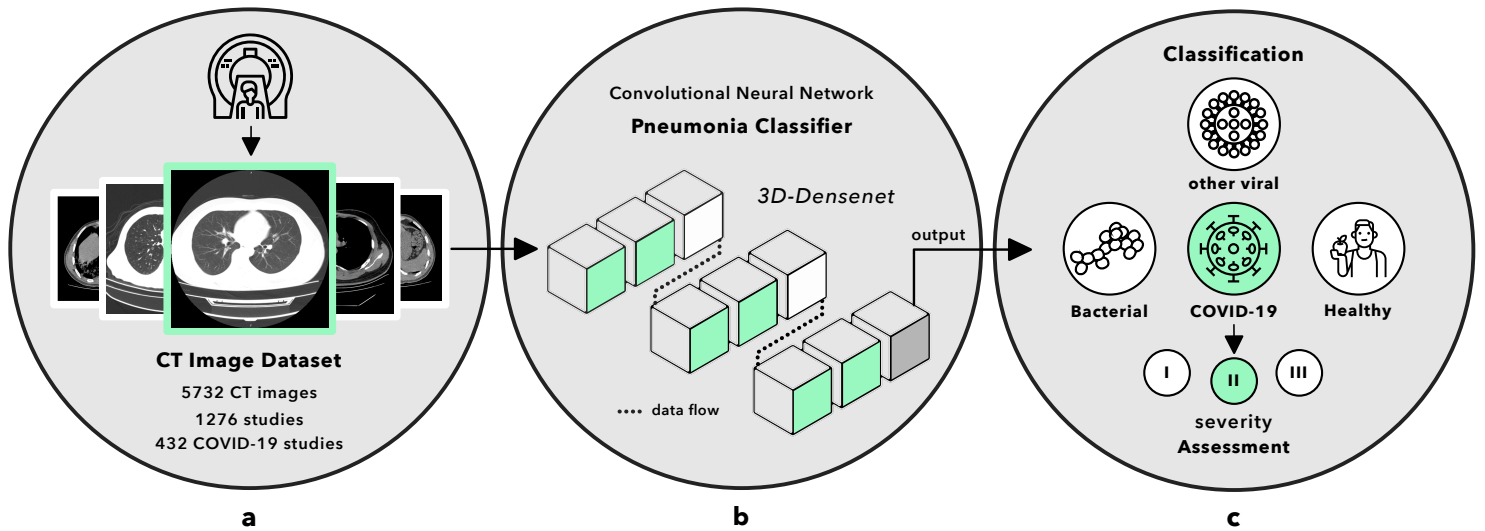 CT Image Dataset
5732 CT images
1276 studies
432 COVID-19 studies
a
Convolutional Neural Network
Pneumonia Classifier
3D-Densenet
data flow
b
output
Classification
other viral
Bacterial
COVID-19
Healthy
I
II
III
severity
Assessment
c